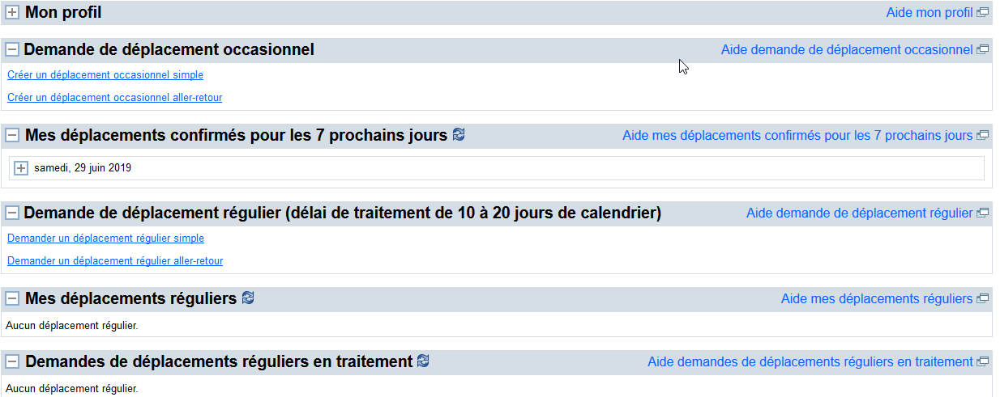 Mon profil Aide mon profil
Demande de déplacement occasionnel Aide demande de déplacement occasionnel
Créer un déplacement occasionnel simple
Créer un déplacement occasionnel aller-retour
Mes déplacements confirmés pour les 7 prochains jours Aide mes déplacements confirmés pour les 7 prochains jours
samedi, 29 juin 2019
Demande de déplacement régulier (délai de traitement de 10 à 20 jours de calendrier) Aide demande de déplacement régulier
Demander un déplacement régulier simple
Demander un déplacement régulier aller-retour
Mes déplacements réguliers Aide mes déplacements réguliers
Aucun déplacement régulier.
Demandes de déplacements réguliers en traitement Aide demandes de déplacements réguliers en traitement
Aucun déplacement régulier.